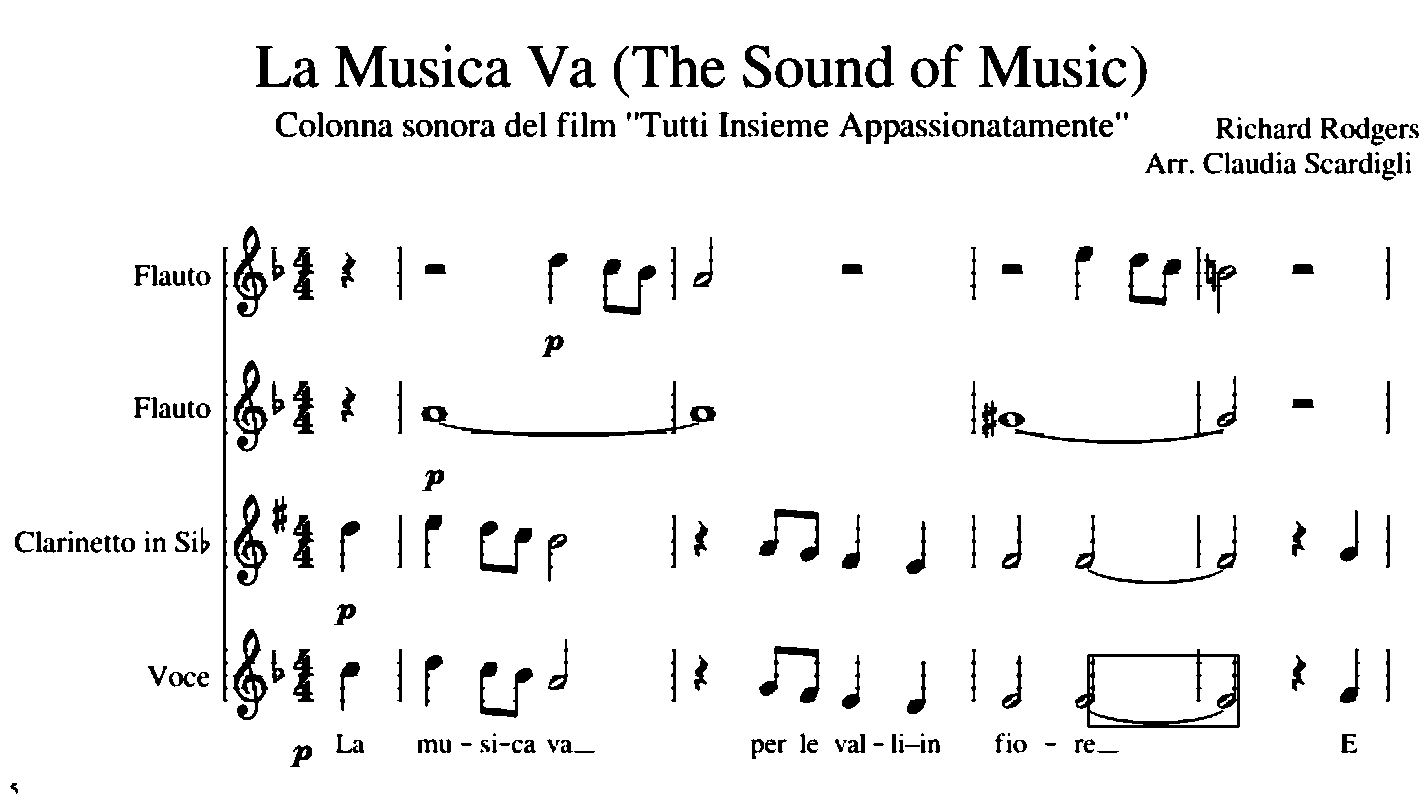 La Musica Va (The Sound of Music)
Colonna sonora del film "Tutti Insieme Appassionatamente"
Richard Rodgers
Arr. Claudia Scardigli
Flauto
p
Flauto
p
Clarinetto in Si♭
p
Voce
p La mu - si-ca va_ per le val-li-in fio - re_ E
5